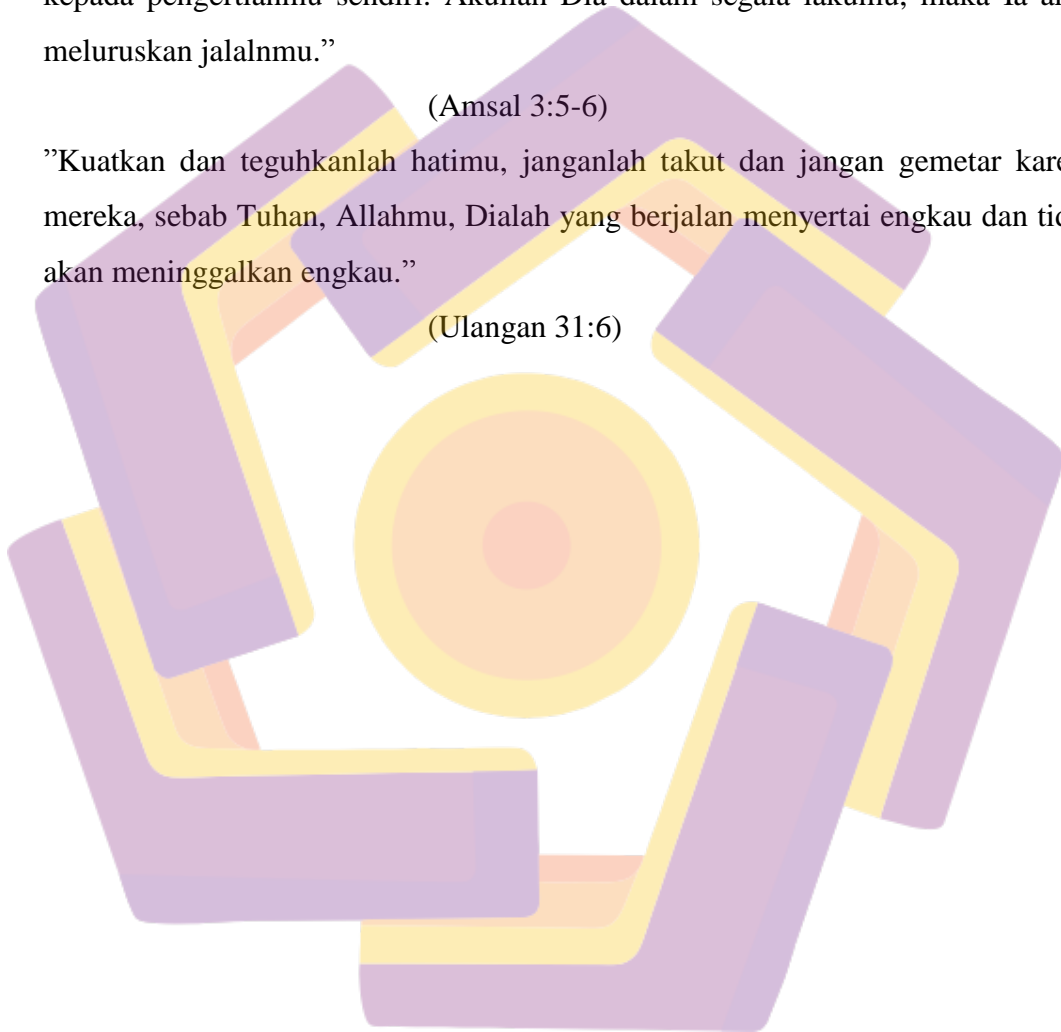 kepada pengertianmu sendiri. Akuilah Dia dalam segala lakumu, maka Ia
meluruskan jalalnmu.”
(Amsal 3:5-6)
”Kuatkan dan teguhkanlah hatimu, janganlah takut dan jangan gemetar
mereka, sebab Tuhan, Allahmu, Dialah yang berjalan menyertai engkau dan
akan meninggalkan engkau.”
(Ulangan 31:6)